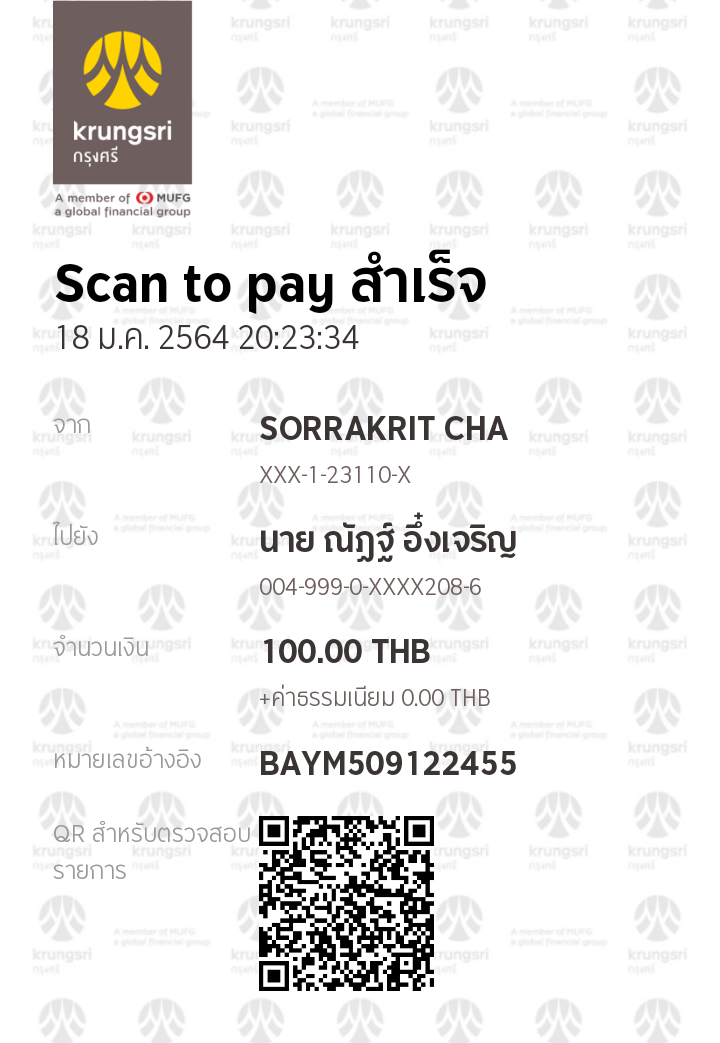 krungsri
กรุงศรี
A member of MUFG
a global financial group
Scan to pay สำเร็จ
18 ม.ค. 2564 20:23:34
จาก
SORRAKRIT CHA
XXX-1-23110-X
ไปยัง
นาย ณัฏฐ์ อึ๋งเจริญ
004-999-0-XXXX208-6
จำนวนเงิน
100.00 THB
+ค่าธรรมเนียม 0.00 THB
หมายเลขอ้างอิง
BAYM509122455
QR สำหรับตรวจสอบ
รายการ